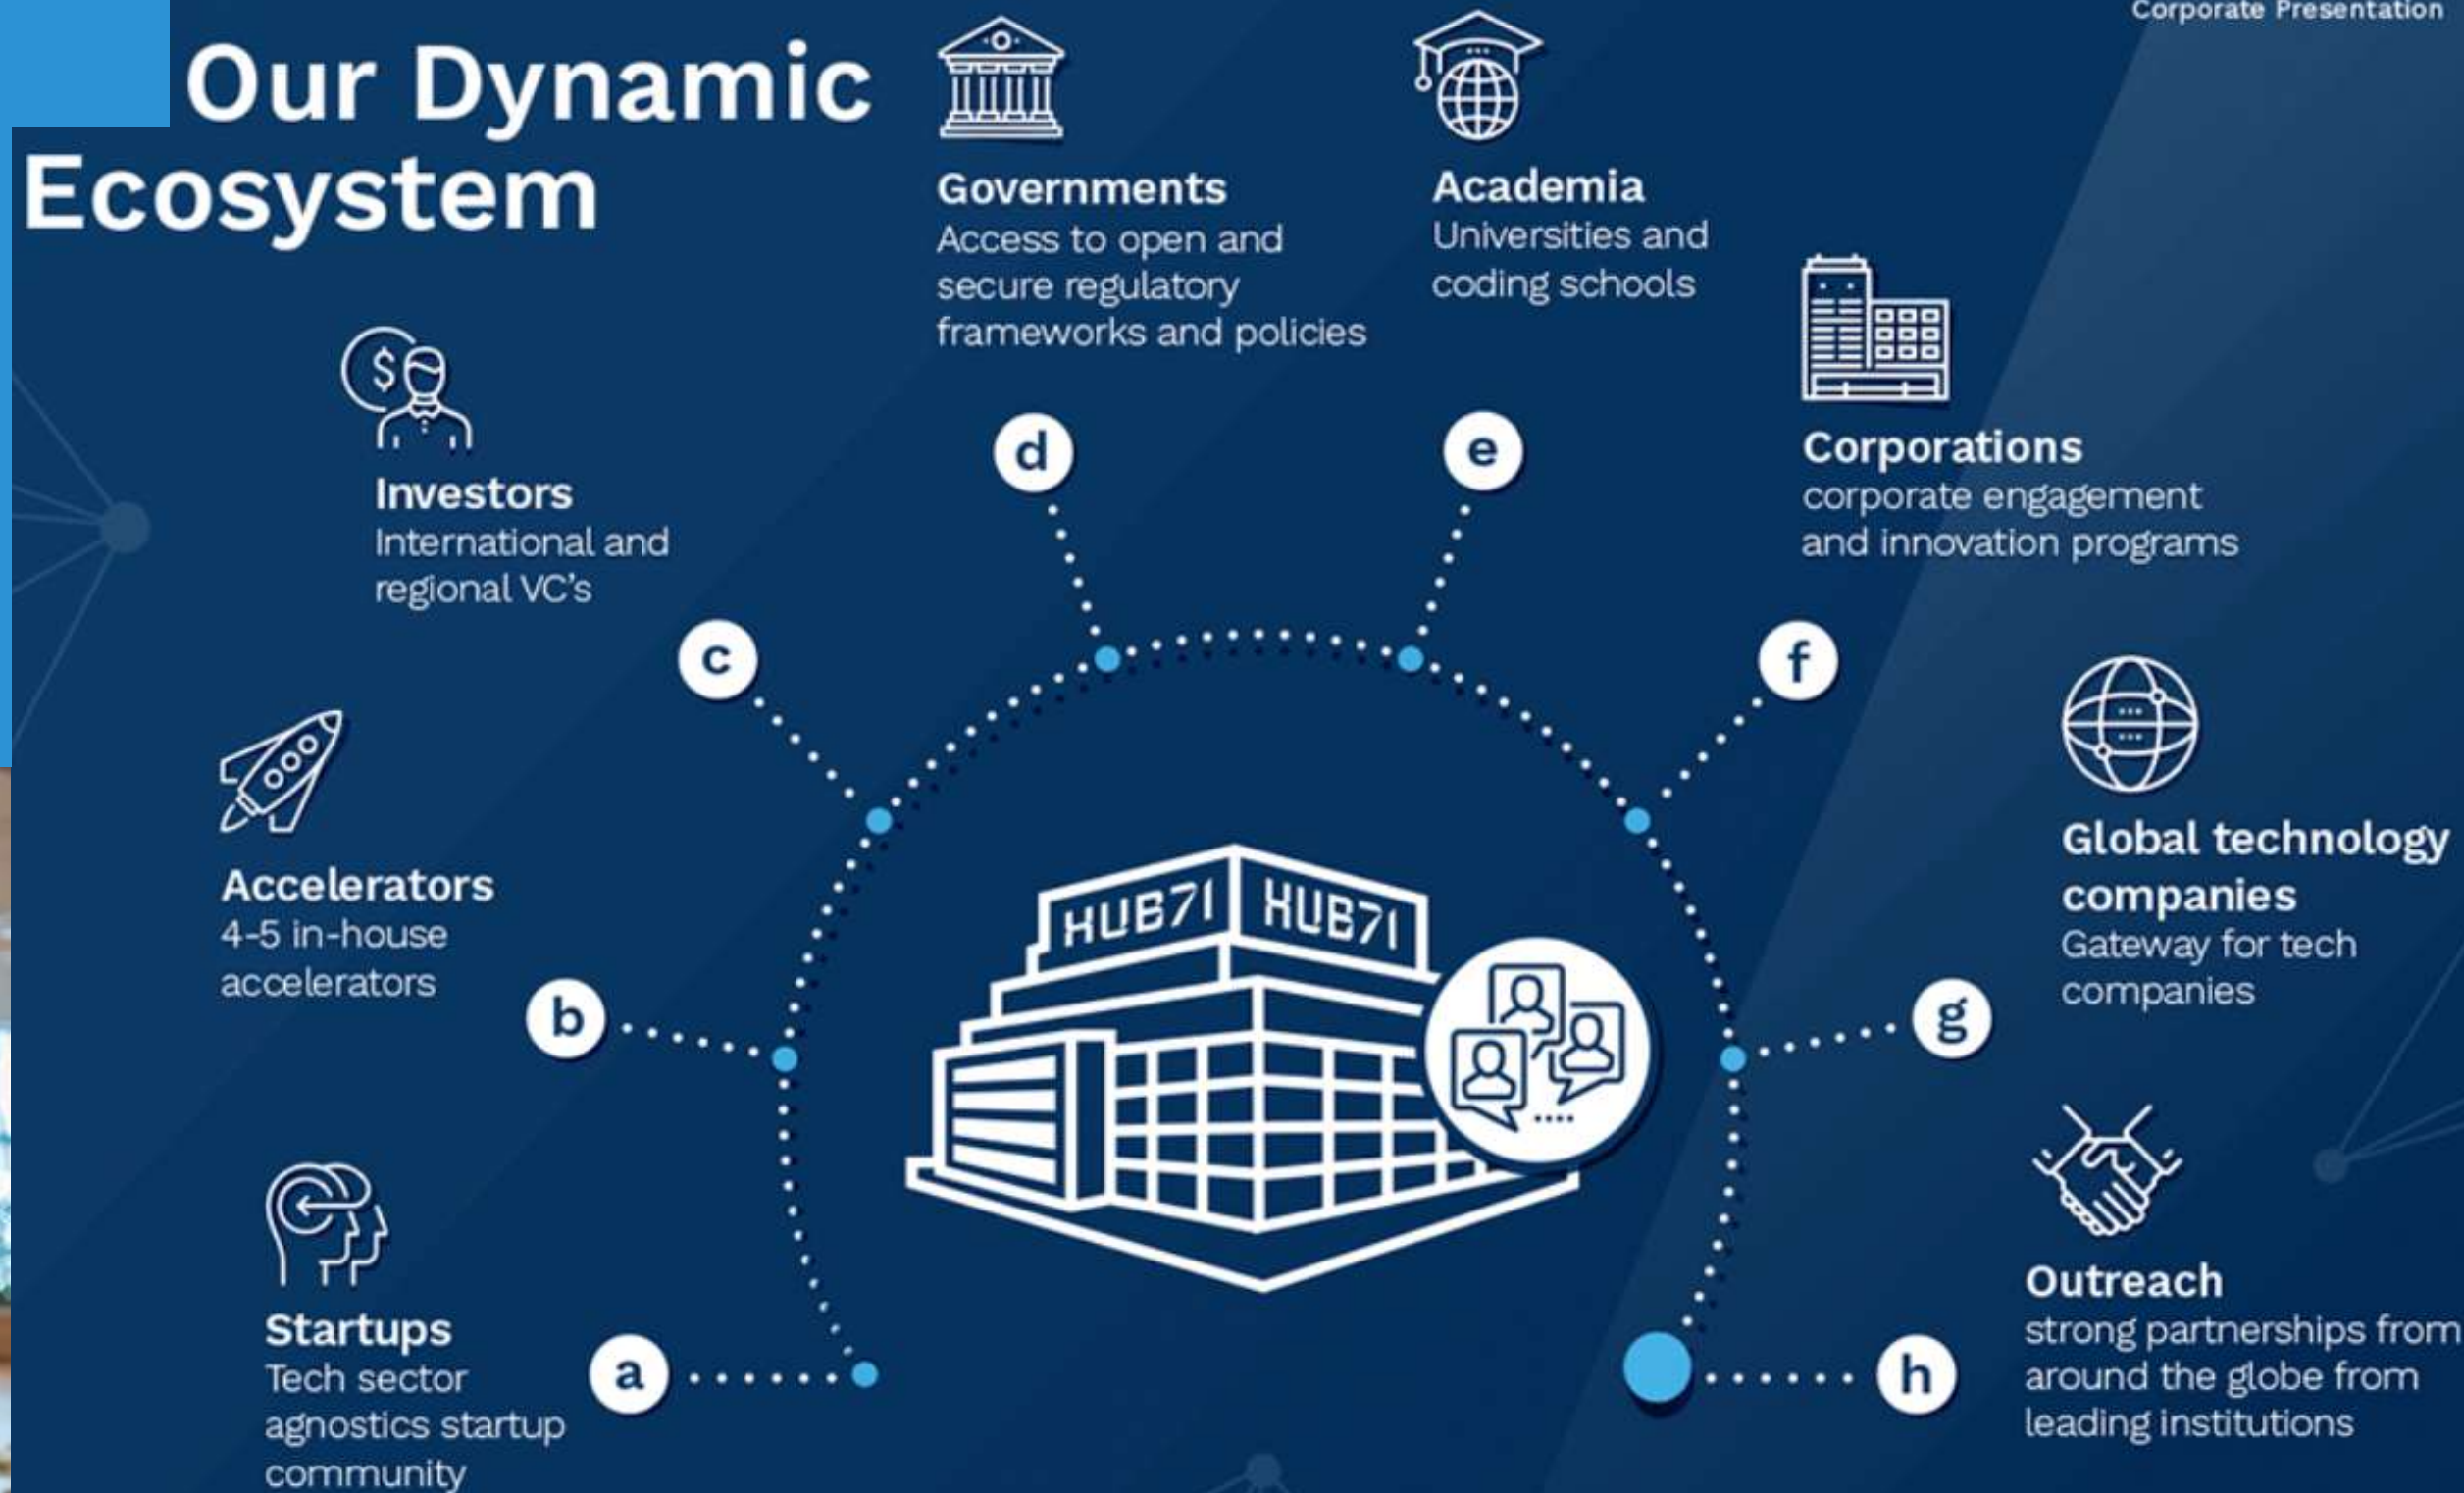 Corporate Presentation
Our Dynamic
Ecosystem
Governments
Access to open and
secure regulatory
frameworks and policies
Academia
Universities and
coding schools
Investors
International and
regional VC's
Corporations
corporate engagement
and innovation programs
d
e
c
f
Accelerators
4-5 in-house
accelerators
Global technology
companies
Gateway for tech
companies
HUB71
HUB71
b
g
Startups
Tech sector
agnostics startup
community
a
h
Outreach
strong partnerships from
around the globe from
leading institutions